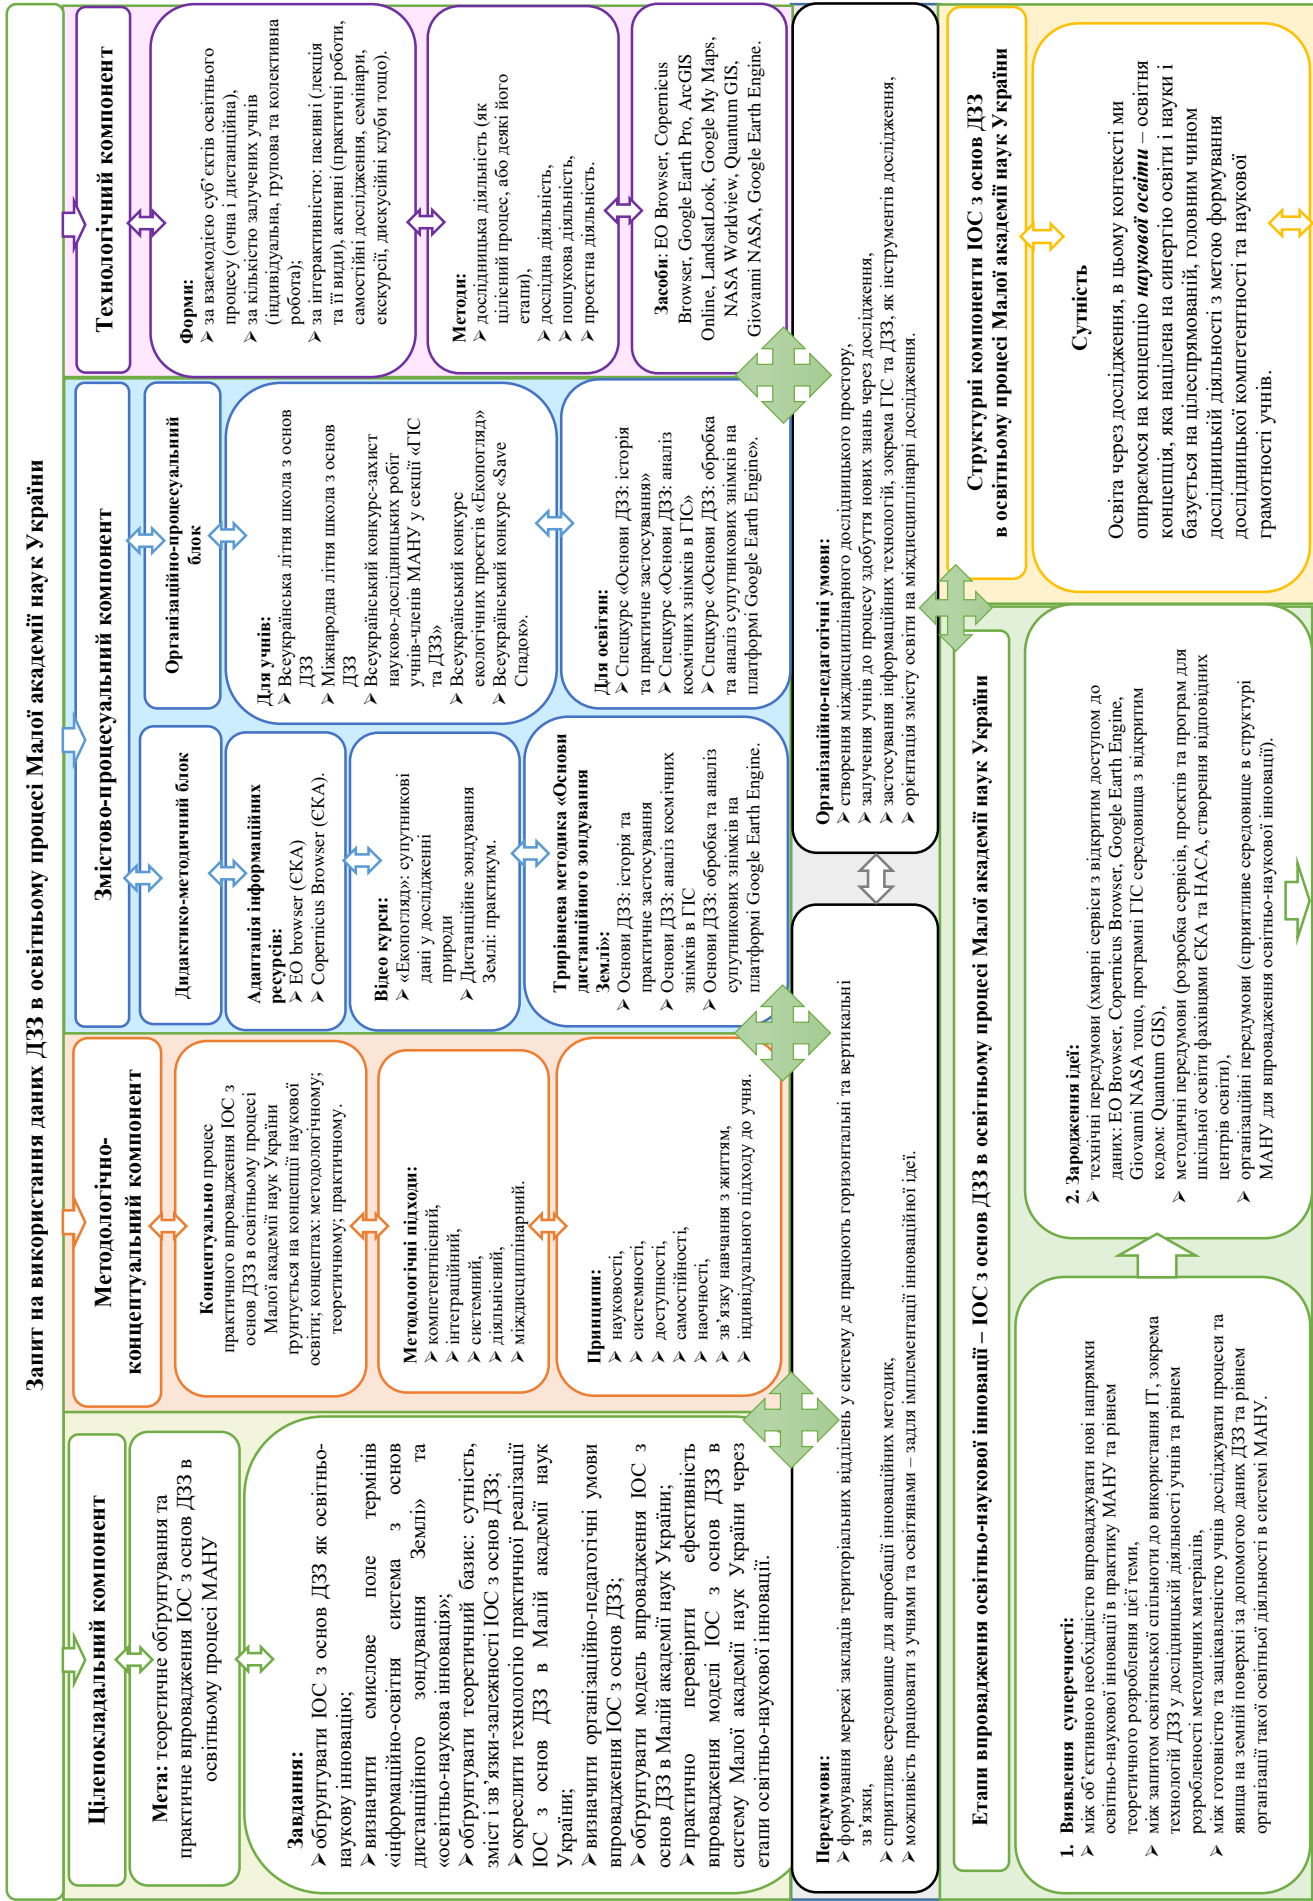 Запит на використання даних ДЗЗ в освітньому процесі Малої академії наук України
Цілепокладальний компонент
Мета: теоретичне обґрунтування та
практичне впровадження ІОС з основ ДЗЗ в
освітньому процесі МАНУ
Завдання:
➢ обґрунтувати ІОС з основ ДЗЗ як освітньо-
наукову інновацію;
➢ визначити смислове поле термінів
«інформаційно-освітня система з основ
дистанційного зондування Землі» та
«освітньо-наукова інновація»;
➢ обґрунтувати теоретичний базис: сутність,
зміст і зв’язки-залежності ІОС з основ ДЗЗ;
➢ окреслити технологію практичної реалізації
ІОС з основ ДЗЗ в Малій академії наук
України;
➢ визначити організаційно-педагогічні умови
впровадження ІОС з основ ДЗЗ;
➢ обґрунтувати модель впровадження ІОС з
основ ДЗЗ в Малій академії наук України;
➢ практично перевірити ефективність
впровадження моделі ІОС з основ ДЗЗ в
систему Малої академії наук України через
етапи освітньо-наукової інновації.
Методологічно-
концептуальний компонент
Концептуально процес
практичного впровадження ІОС з
основ ДЗЗ в освітньому процесі
Малої академії наук України
ґрунтується на концепції наукової
освіти; концептах: методологічному;
теоретичному; практичному.
Методологічні підходи:
➢ компетентнісний,
➢ інтеграційний,
➢ системний,
➢ діяльнісний,
➢ міждисциплінарний.
Принципи:
➢ науковості,
➢ системності,
➢ доступності,
➢ самостійності,
➢ наочності,
➢ зв’язку навчання з життям,
➢ індивідуального підходу до учня.
Змістово-процесуальний компонент
Дидактико-методичний блок
Адаптація інформаційних
ресурсів:
➢ EO browser (ЄКА)
➢ Copernicus Browser (ЄКА).
Відео курси:
➢ «Екопогляд»: супутникові
дані у дослідженні
природи
➢ Дистанційне зондування
Землі: практикум.
Трирівнева методика «Основи
дистанційного зондування
Землі»:
➢ Основи ДЗЗ: історія та
практичне застосування
➢ Основи ДЗЗ: аналіз космічних
знімків в ГІС
➢ Основи ДЗЗ: обробка та аналіз
супутникових знімків на
платформі Google Earth Engine.
Організаційно-процесуальний
блок
Для учнів:
➢ Всеукраїнська літня школа з основ
ДЗЗ
➢ Міжнародна літня школа з основ
ДЗЗ
➢ Всеукраїнський конкурс-захист
науково-дослідницьких робіт
учнів-членів МАНУ у секції «ГІС
та ДЗЗ»
➢ Всеукраїнський конкурс
екологічних проєктів «Екопогляд»
➢ Всеукраїнський конкурс «Save
Спадок».
Для освітян:
➢ Спецкурс «Основи ДЗЗ: історія
та практичне застосування»
➢ Спецкурс «Основи ДЗЗ: аналіз
космічних знімків в ГІС»
➢ Спецкурс «Основи ДЗЗ: обробка
та аналіз супутникових знімків на
платформі Google Earth Engine».
Технологічний компонент
Форми:
➢ за взаємодією суб’єктів освітнього
процесу (очна і дистанційна),
➢ за кількістю залучених учнів
(індивідуальна, групова та колективна
робота);
➢ за інтерактивністю: пасивні (лекція
та її види), активні (практичні роботи,
самостійні дослідження, семінари,
екскурсії, дискусійні клуби тощо).
Методи:
➢ дослідницька діяльність (як
цілісний процес, або деякі його
етапи),
➢ дослідна діяльність,
➢ пошукова діяльність,
➢ проєктна діяльність.
Засоби: EO Browser, Copernicus
Browser, Google Earth Pro, ArcGIS
Online, LandsatLook, Google My Maps,
NASA Worldview, Quantum GIS,
Giovanni NASA, Google Earth Engine.
Передумови:
➢ формування мережі закладів територіальних відділень у систему де працюють горизонтальні та вертикальні
зв’язки,
➢ сприятливе середовище для апробації інноваційних методик,
➢ можливість працювати з учнями та освітянами – задля імплементації інноваційної ідеї.
Організаційно-педагогічні умови:
➢ створення міждисциплінарного дослідницького простору,
➢ залучення учнів до процесу здобуття нових знань через дослідження,
➢ застосування інформаційних технологій, зокрема ГІС та ДЗЗ, як інструментів дослідження,
➢ орієнтація змісту освіти на міждисциплінарні дослідження.
Етапи впровадження освітньо-наукової інновації – ІОС з основ ДЗЗ в освітньому процесі Малої академії наук України
1. Виявлення суперечностей:
➢ між об’єктивною необхідністю впроваджувати нові напрямки
освітньо-наукової інновації в практику МАНУ та рівнем
теоретичного розроблення цієї теми,
➢ між запитом освітянської спільноти до використання ІТ, зокрема
технологій ДЗЗ у дослідницькій діяльності учнів та рівнем
розробленості методичних матеріалів,
➢ між готовністю та зацікавленістю учнів досліджувати процеси та
явища на земній поверхні за допомогою даних ДЗЗ та рівнем
організації такої освітньої діяльності в системі МАНУ.
2. Зародження ідеї:
➢ технічні передумови (хмарні сервіси з відкритим доступом до
даних: EO Browser, Copernicus Browser, Google Earth Engine,
Giovanni NASA тощо, програмні ГІС середовища з відкритим
кодом: Quantum GIS),
➢ методичні передумови (розробка сервісів, проєктів та програм для
шкільної освіти фахівцями ЄКА та НАСА, створення відповідних
центрів освіти),
➢ організаційні передумови (сприятливе середовище в структурі
МАНУ для впровадження освітньо-наукової інновації).
Структурні компоненти ІОС з основ ДЗЗ
в освітньому процесі Малої академії наук України
Сутність
Освіта через дослідження, в цьому контексті ми
опираємося на концепцію наукової освіти – освітня
концепція, яка націлена на синергію освіти і науки і
базується на цілеспрямованій, головним чином
дослідницькій діяльності з метою формування
дослідницької компетентності та наукової
грамотності учнів.